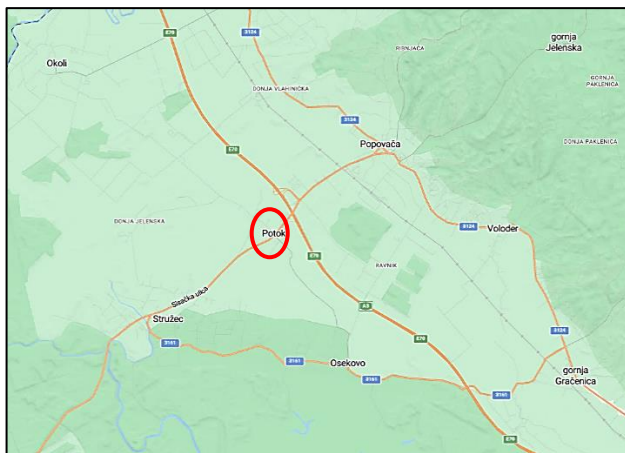 E70
3124
gornja
Jelenska
RIBNJAČA
Okoli
GORNJA
PAKLENICA
DONJA VLAHINIČKA
3124
Popovača
DONJA PAKLENICA
E70
DONJA JELENSKA
3124
Voloder
Potok
E70
RAVNIK
Sisačka ulica
A3
Stružec
3124
3161
E70
3161
Osekovo
3161
gornja
Gračenica
3161
E70